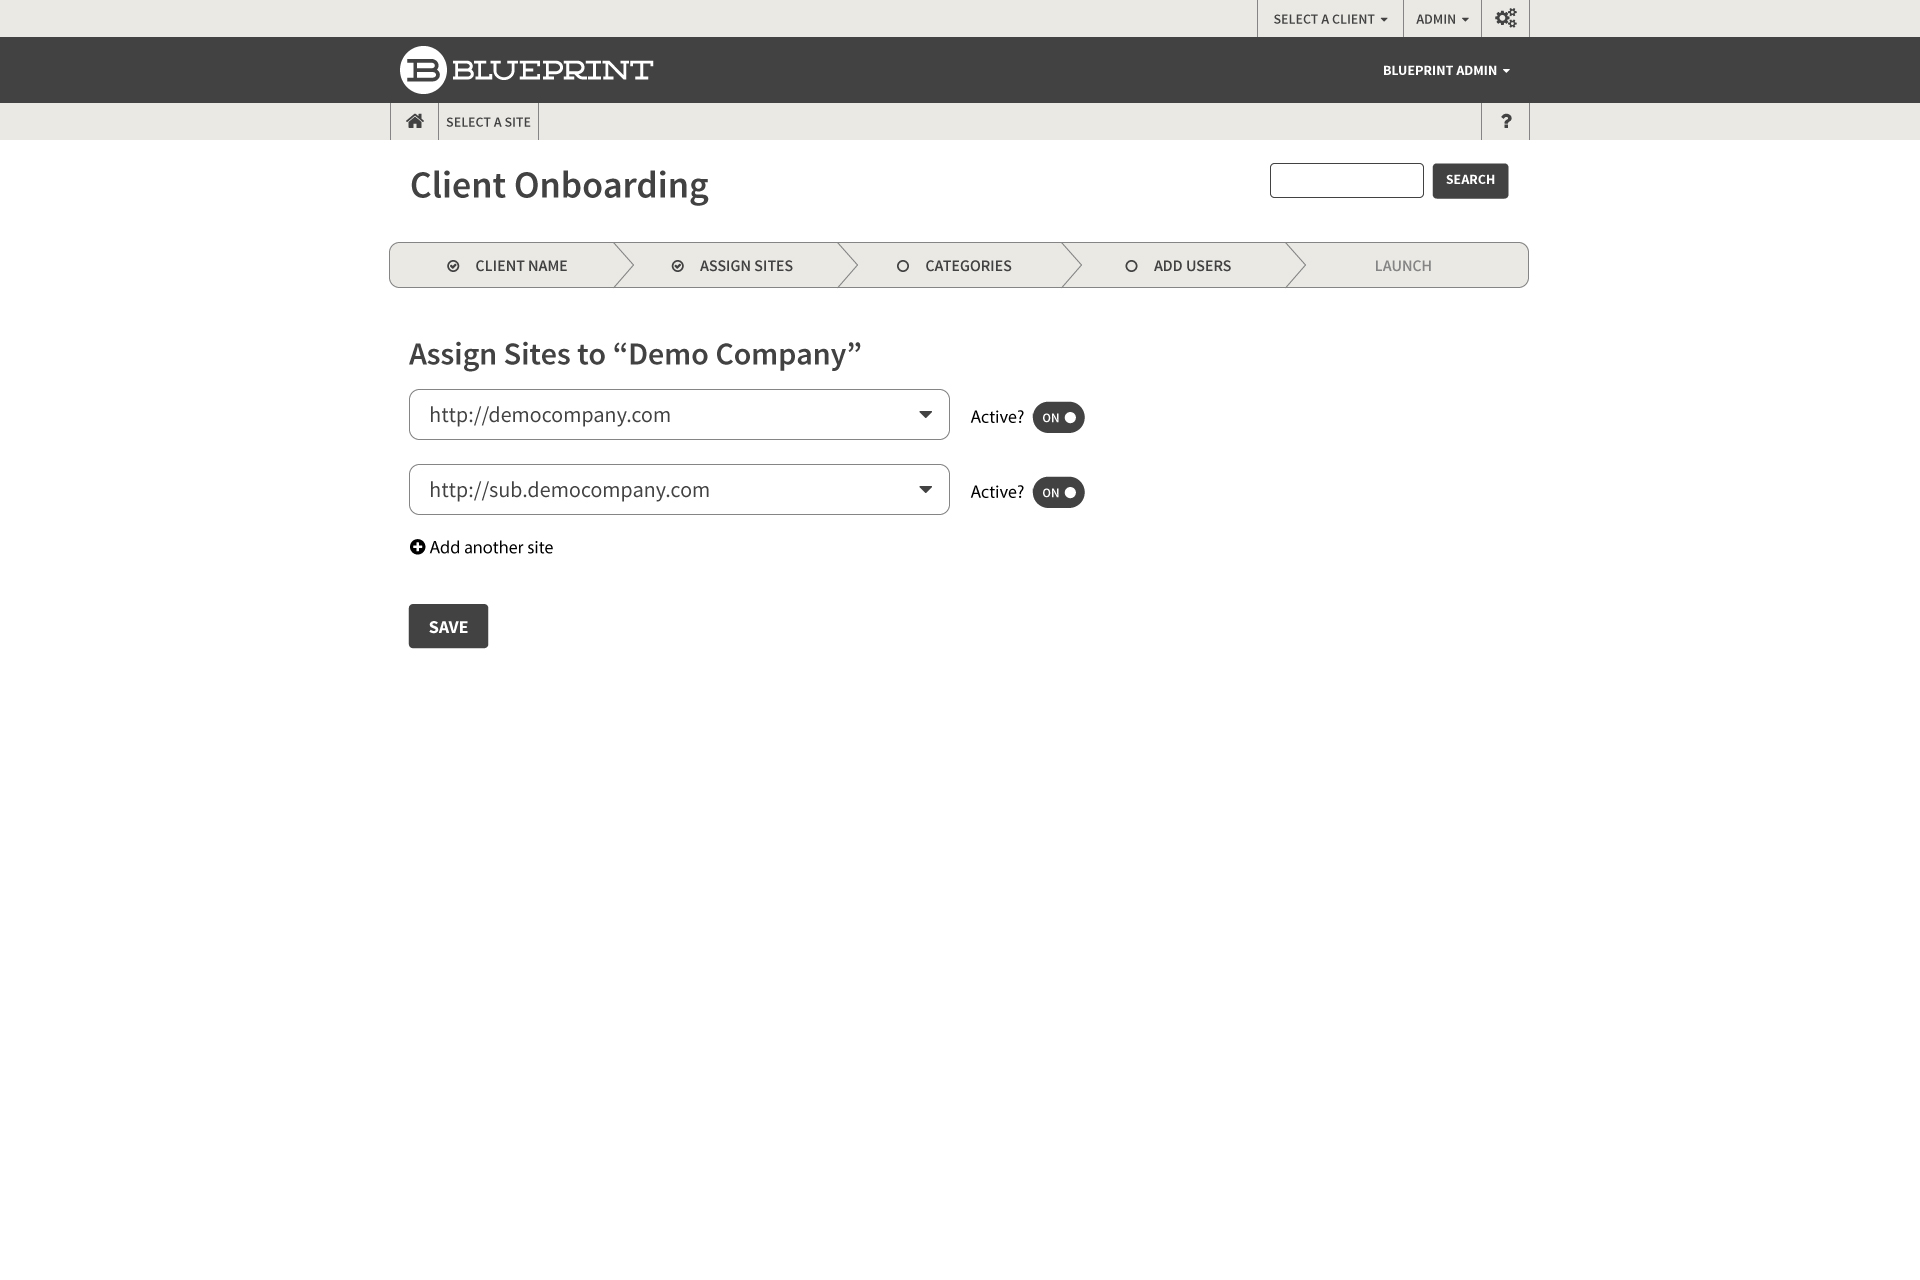 SELECT A CLIENT ADMIN
BLUEPRINT BLUEPRINT ADMIN
SELECT A SITE ?
Client Onboarding SEARCH
CLIENT NAME ASSIGN SITES CATEGORIES ADD USERS LAUNCH
Assign Sites to “Demo Company”
http://democompany.com Active? ON
http://sub.democompany.com Active? ON
Add another site
SAVE